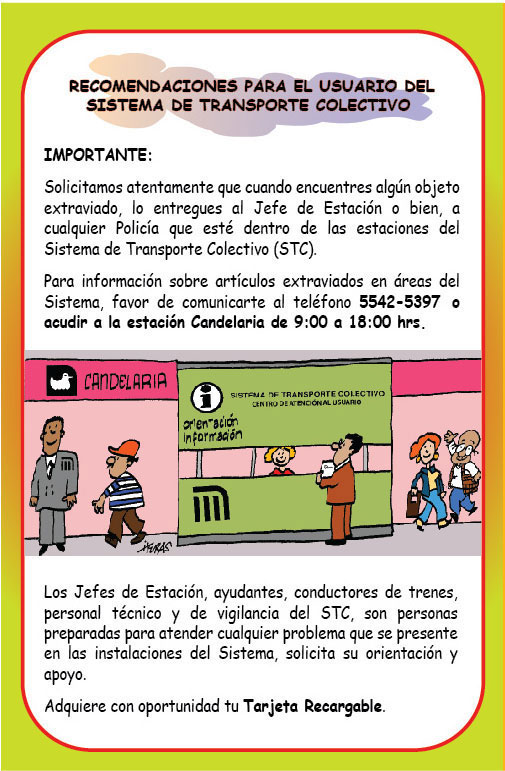 RECOMENDACIONES PARA EL USUARIO DEL
SISTEMA DE TRANSPORTE COLECTIVO
IMPORTANTE:
Solicitamos atentamente que cuando encuentres algún objeto
extraviado, lo entregues al Jefe de Estación o bien, a
cualquier Policía que esté dentro de las estaciones del
Sistema de Transporte Colectivo (STC).
Para información sobre artículos extraviados en áreas del
Sistema, favor de comunicarte al teléfono 5542-5397 o
acudir a la estación Candelaria de 9:00 a 18:00 hrs.
CANDELARIA
i
SISTEMA DE TRANSPORTE COLECTIVO
CENTRO DE ATENCIÓN AL USUARIO
orientación
información
Los Jefes de Estación, ayudantes, conductores de trenes,
personal técnico y de vigilancia del STC, son personas
preparadas para atender cualquier problema que se presente
en las instalaciones del Sistema, solicita su orientación y
apoyo.
Adquiere con oportunidad tu Tarjeta Recargable.